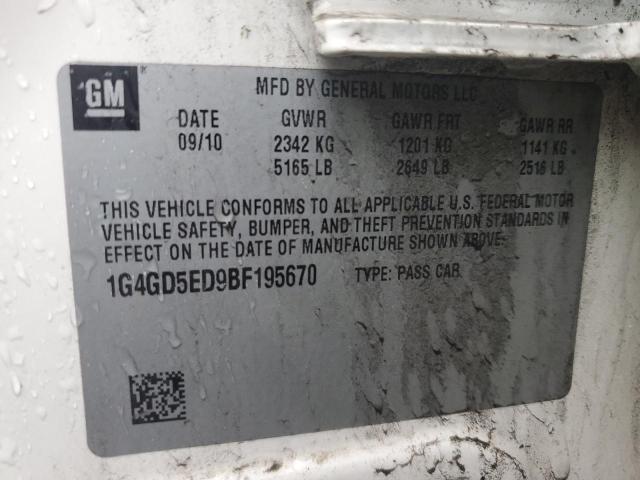 GM
MFD BY GENERAL MOTORS LLC
DATE GVWR GAWR FRT GAWR RR
09/10 2342 KG 1201 KG 1141 KG
5165 LB 2649 LB 2516 LB
THIS VEHICLE CONFORMS TO ALL APPLICABLE U.S. FEDERAL MOTOR
VEHICLE SAFETY, BUMPER, AND THEFT PREVENTION STANDARDS IN
EFFECT ON THE DATE OF MANUFACTURE SHOWN ABOVE.
1G4GD5ED9BF195670 TYPE: PASS CAR